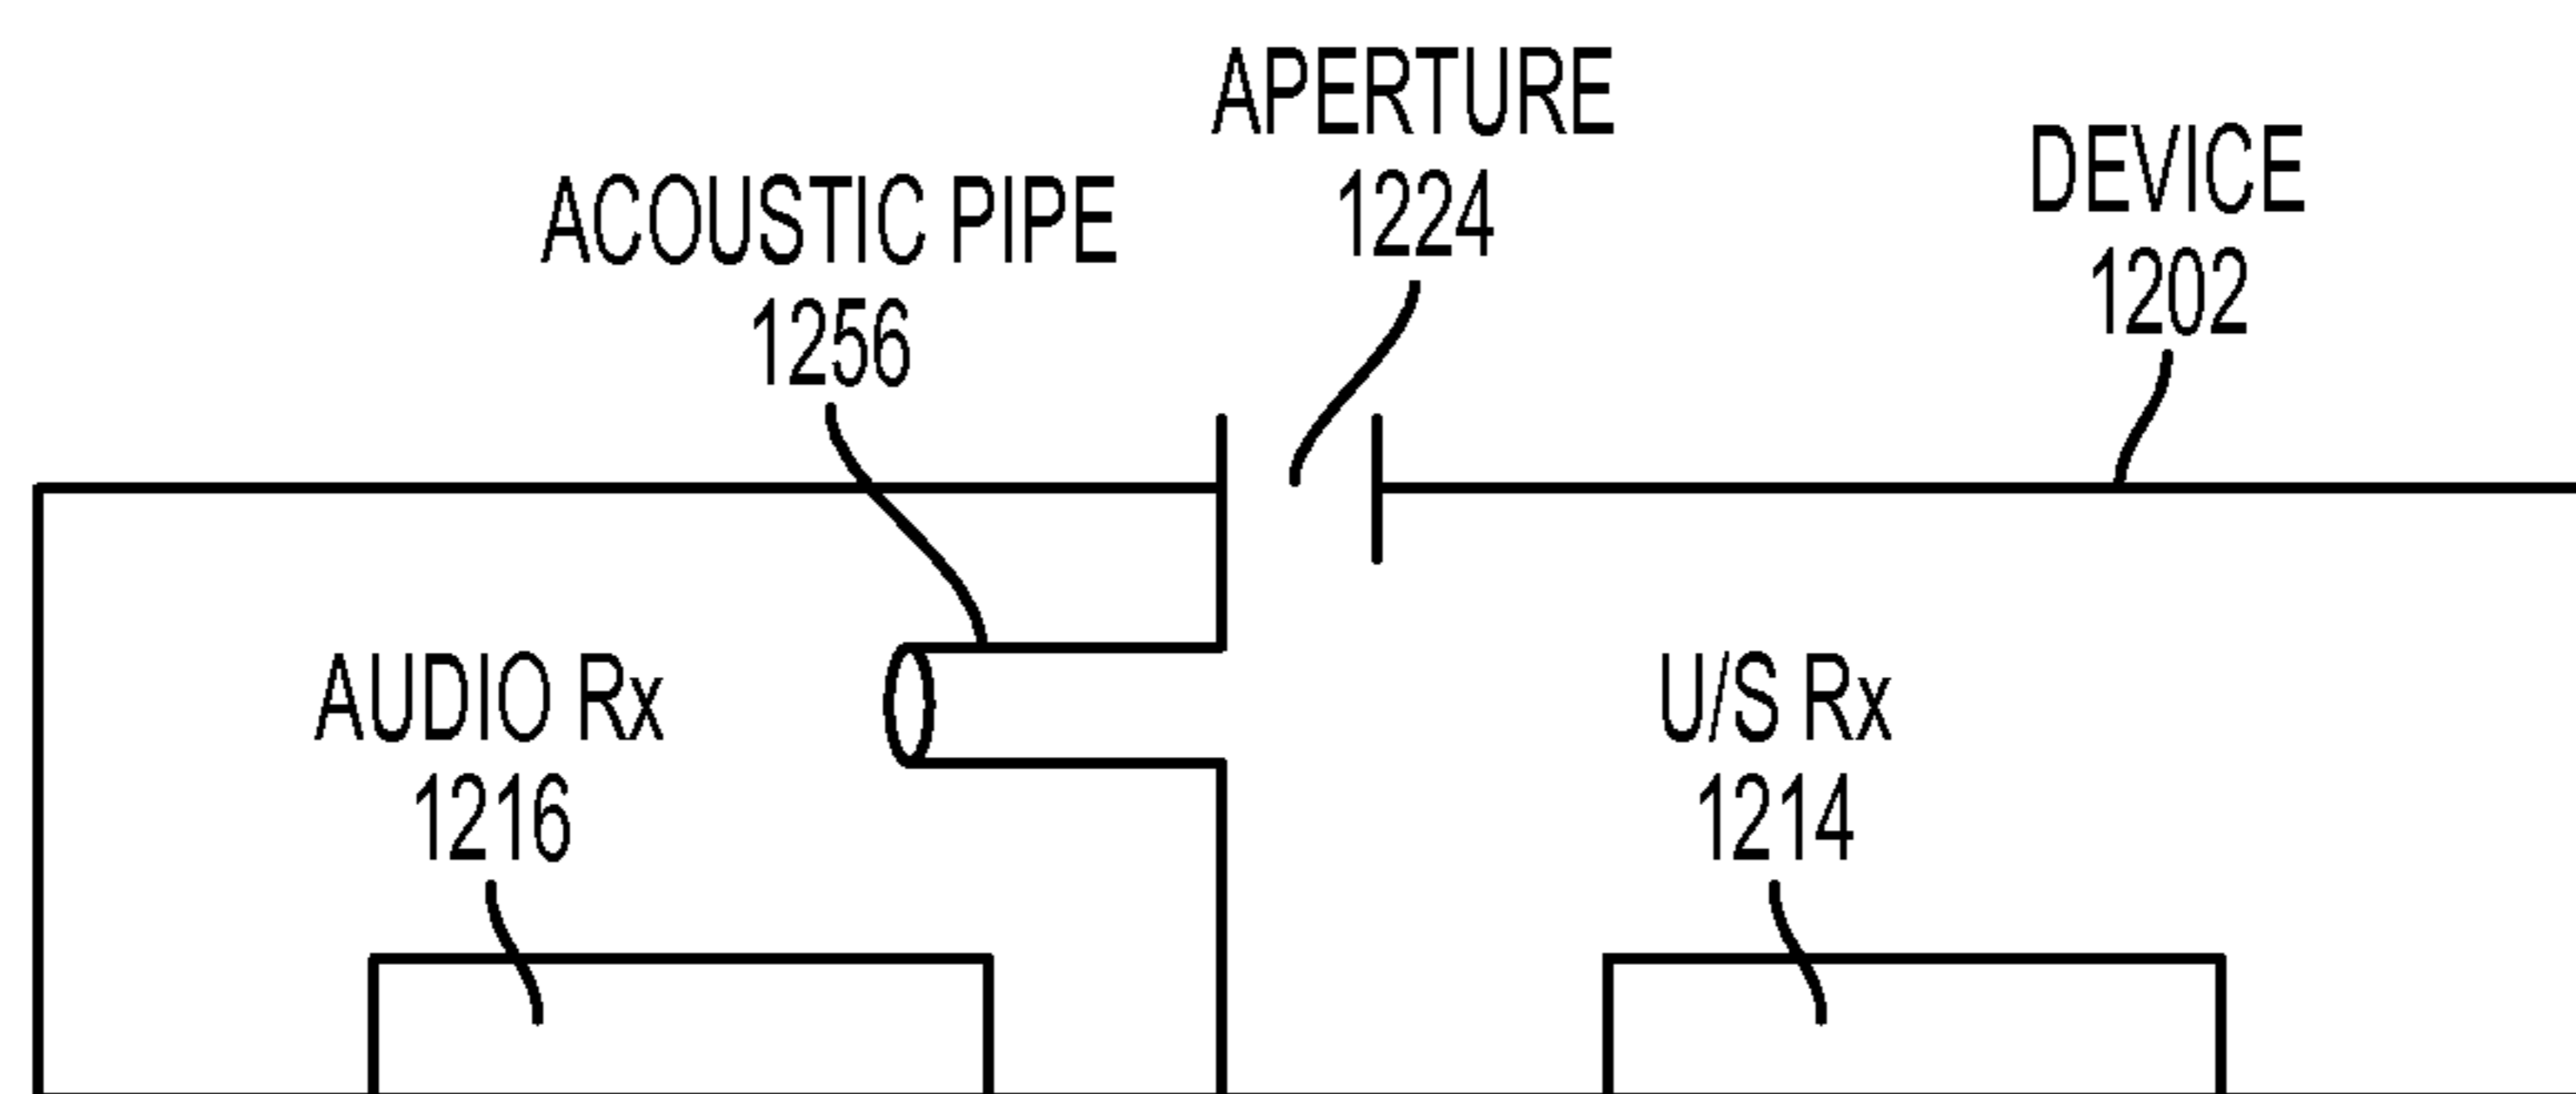 APERTURE
1224
DEVICE
1202
ACOUSTIC PIPE
1256
AUDIO Rx
1216
U/S Rx
1214